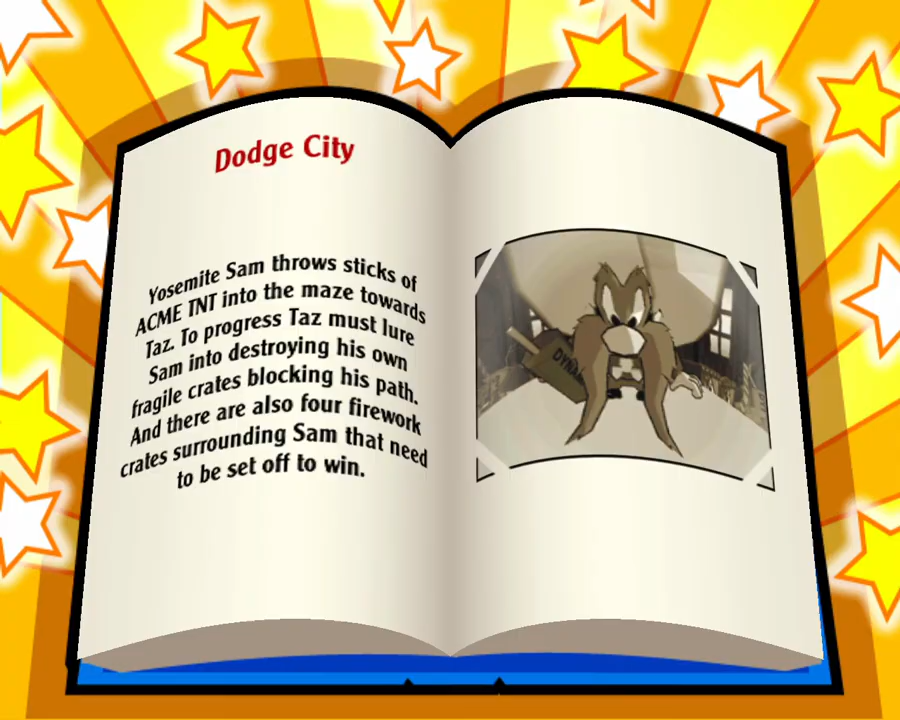 Dodge City
Yosemite Sam throws sticks of
ACME TNT into the maze towards
Taz. To progress Taz must lure
Sam into destroying his own
fragile crates blocking his path.
And there are also four firework
crates surrounding Sam that need
to be set off to win.
DYNA